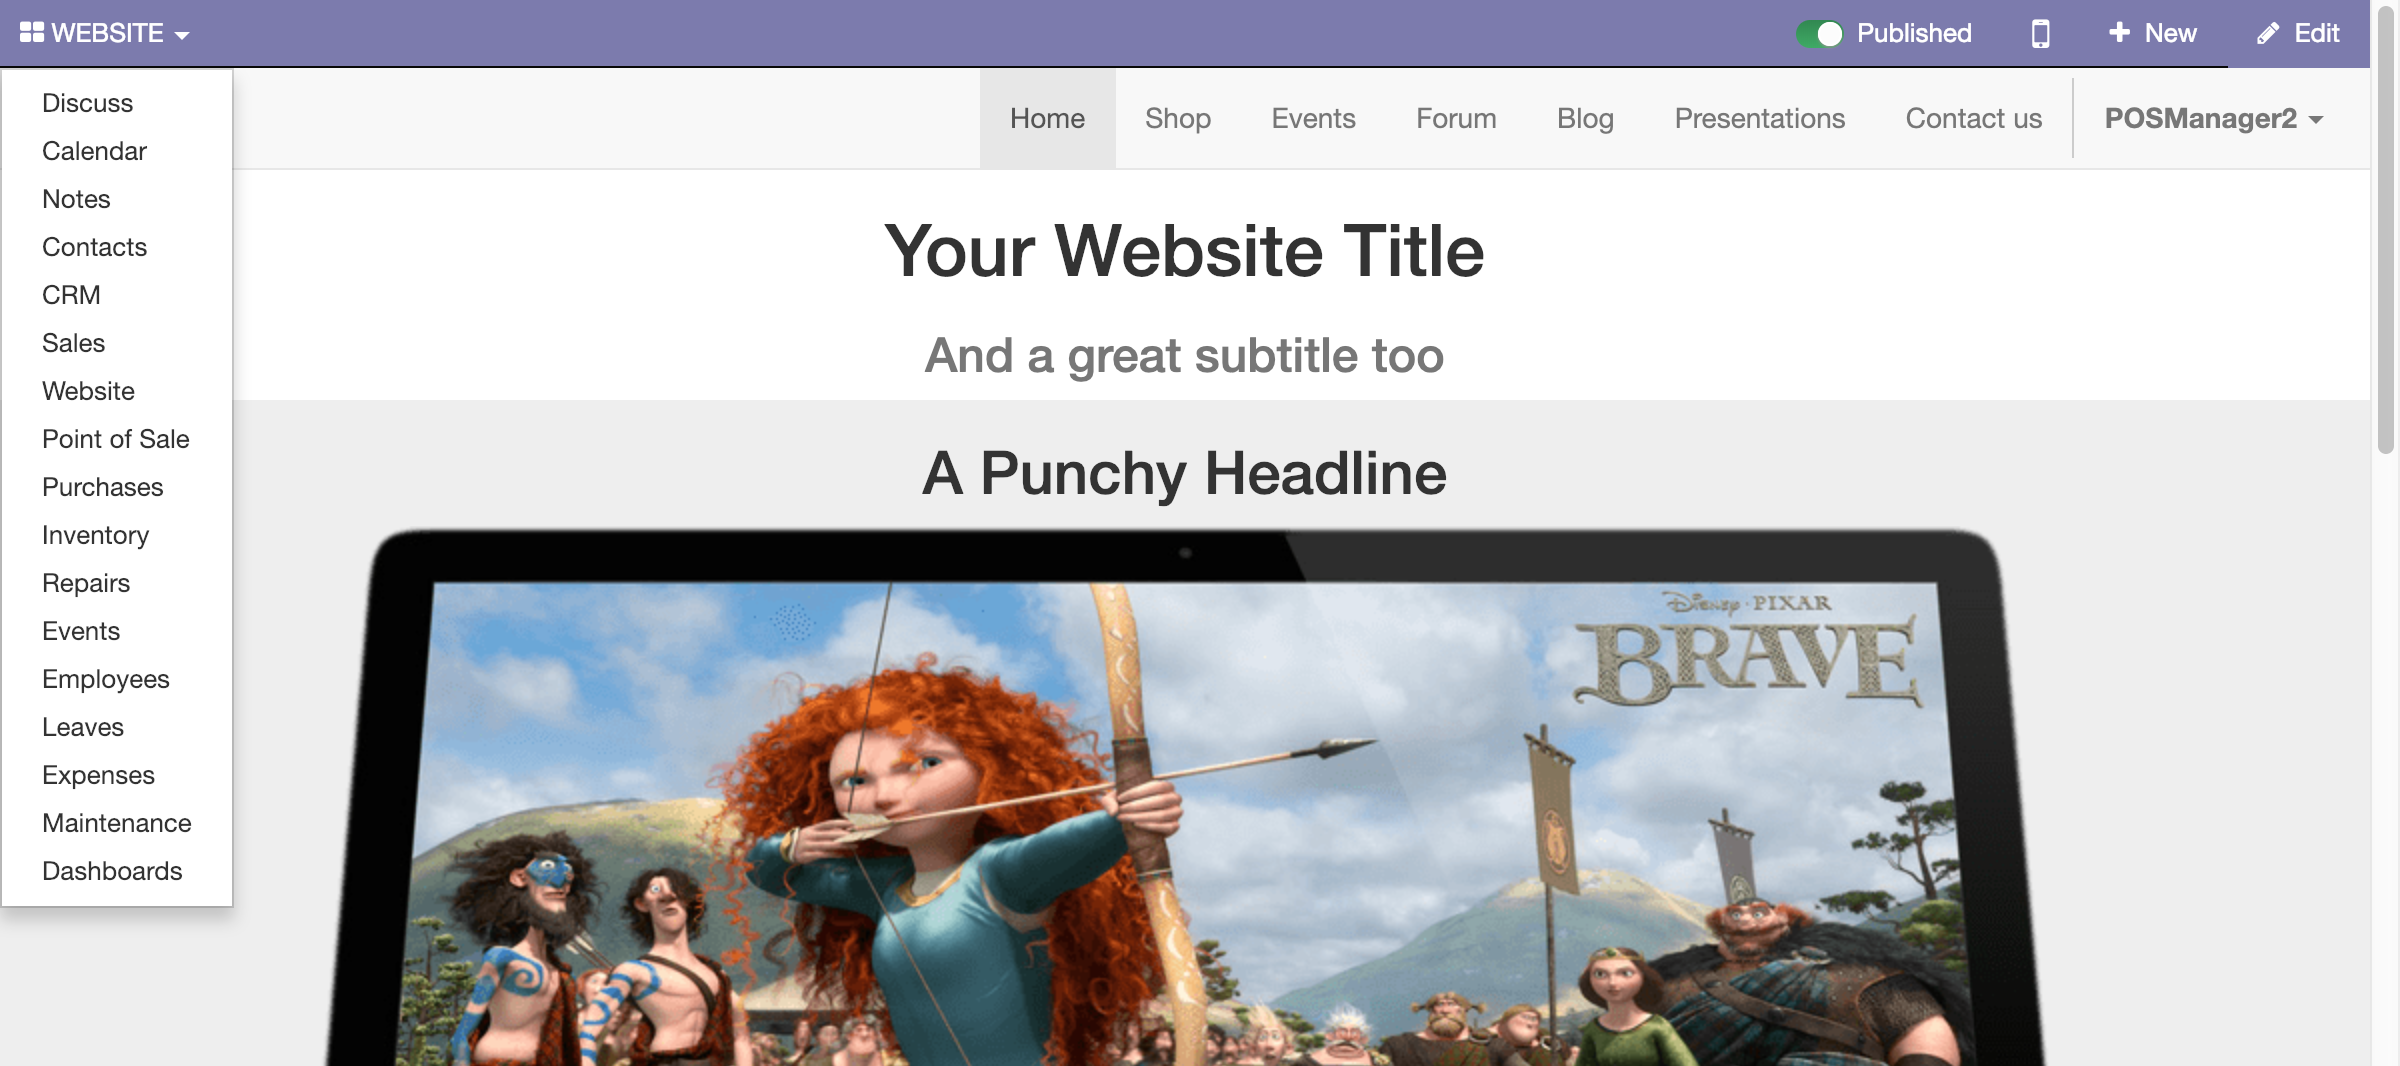 WEBSITE
Published
New
Edit
Discuss
Calendar
Notes
Contacts
CRM
Sales
Website
Point of Sale
Purchases
Inventory
Repairs
Events
Employees
Leaves
Expenses
Maintenance
Dashboards
Home
Shop
Events
Forum
Blog
Presentations
Contact us
POSManager2
Your Website Title
And a great subtitle too
A Punchy Headline
Disney · PIXAR
BRAVE